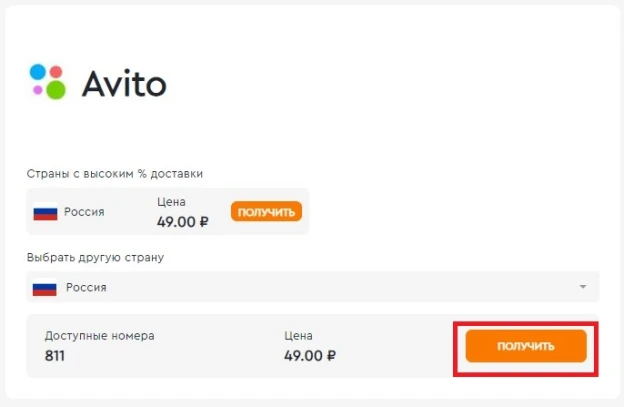 Avito
Страны с высоким % доставки
Россия
Цена
49.00 ₽
ПОЛУЧИТЬ
Выбрать другую страну
Россия
Доступные номера
811
Цена
49.00 ₽
ПОЛУЧИТЬ